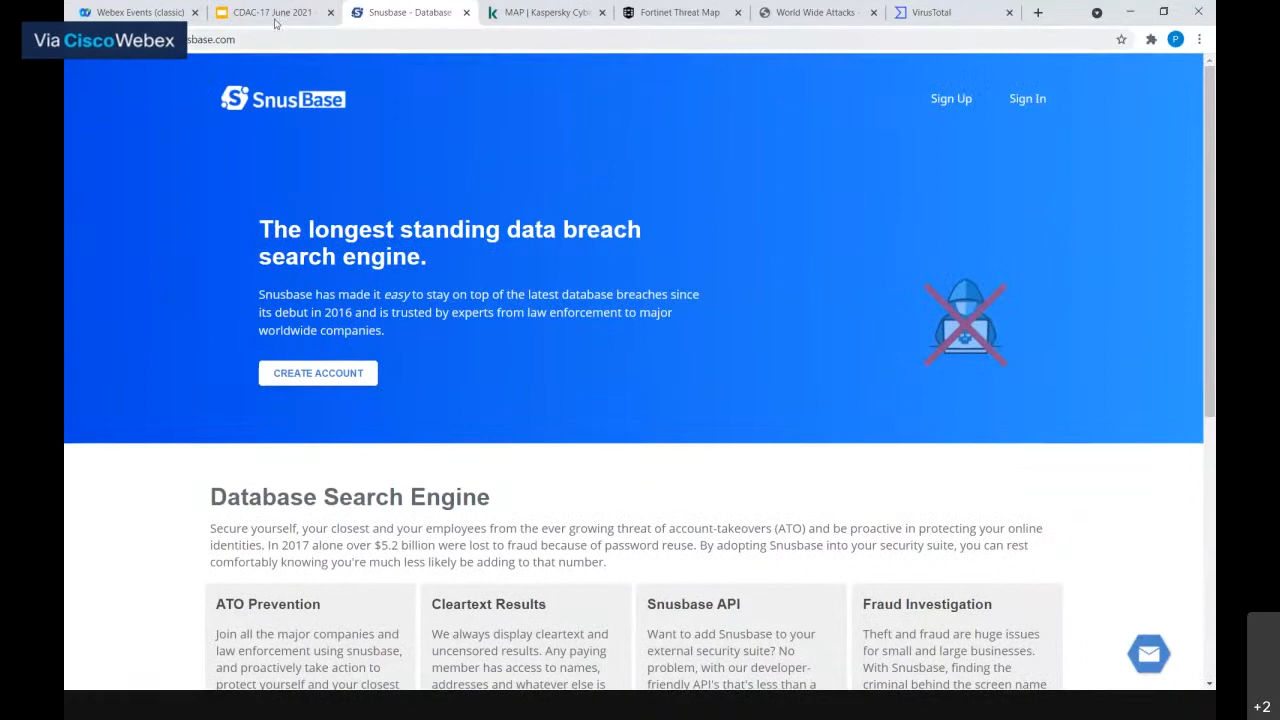 Webex Events (classic)
CDAC-17 June 2021 -
Snusbase - Database
MAP | Kaspersky Cyb
Fortinet Threat Map
World Wide Attacks -
VirusTotal
Via CiscoWebex
sbase.com
P
SnusBase
Sign Up
Sign In
The longest standing data breach
search engine.
Snusbase has made it easy to stay on top of the latest database breaches since
its debut in 2016 and is trusted by experts from law enforcement to major
worldwide companies.
CREATE ACCOUNT
Database Search Engine
Secure yourself, your closest and your employees from the ever growing threat of account-takeovers (ATO) and be proactive in protecting your online
identities. In 2017 alone over $5.2 billion were lost to fraud because of password reuse. By adopting Snusbase into your security suite, you can rest
comfortably knowing you're much less likely be adding to that number.
ATO Prevention
Join all the major companies and
law enforcement using snusbase,
and proactively take action to
protect yourself and your closest
Cleartext Results
We always display cleartext and
uncensored results. Any paying
member has access to names,
addresses and whatever else is
Snusbase API
Want to add Snusbase to your
external security suite? No
problem, with our developer-
friendly API's that's less than a
Fraud Investigation
Theft and fraud are huge issues
for small and large businesses.
With Snusbase, finding the
criminal behind the screen name
+2